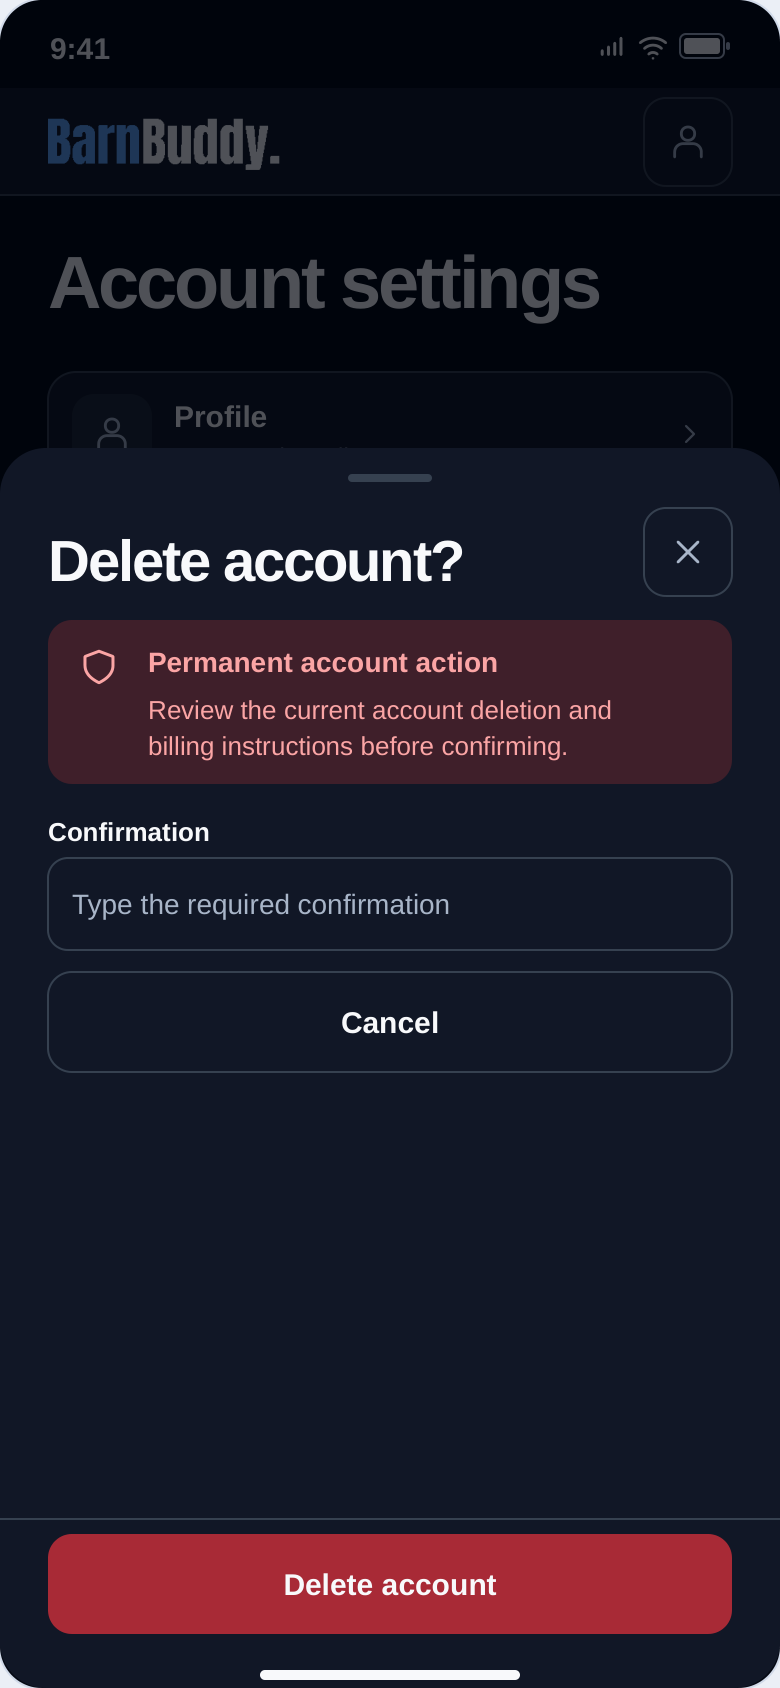 9:41
BarnBuddy.
Account settings
Profile
Delete account?
Permanent account action
Review the current account deletion and
billing instructions before confirming.
Confirmation
Type the required confirmation
Cancel
Delete account